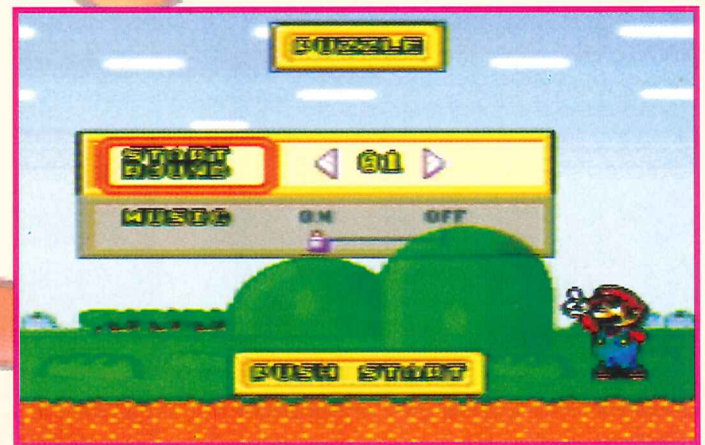 PUZZLE
START
ROUND
01
MUSIC
ON OFF
PUSH START